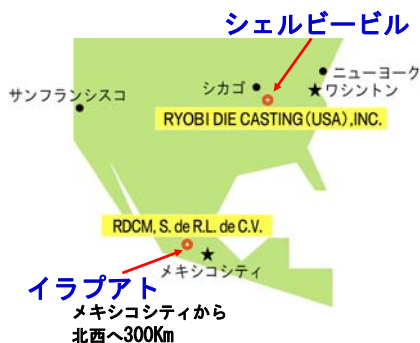 シェルビービル
ニューヨーク
シカゴ
ワシントン
サンフランシスコ
RYOBI DIE CASTING (USA) ,INC.
RDCM, S. de R.L. de C.V.
メキシコシティ
イラプアト
メキシコシティから
北西へ300Km